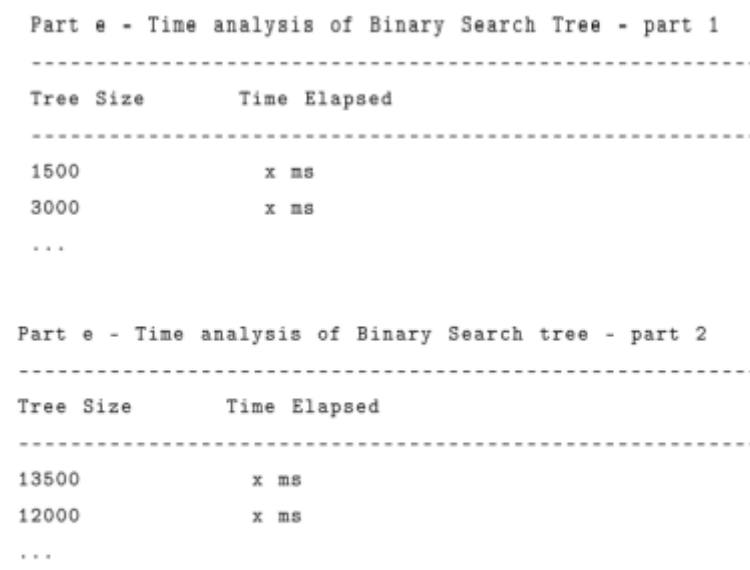 Part e - Time analysis of Binary Search Tree - part 1
------------------------------------------------------------
Tree Size          Time Elapsed
------------------------------------------------------------
1500                x ms
3000                x ms
...
Part e - Time analysis of Binary Search tree - part 2
------------------------------------------------------------
Tree Size          Time Elapsed
------------------------------------------------------------
13500               x ms
12000               x ms
...